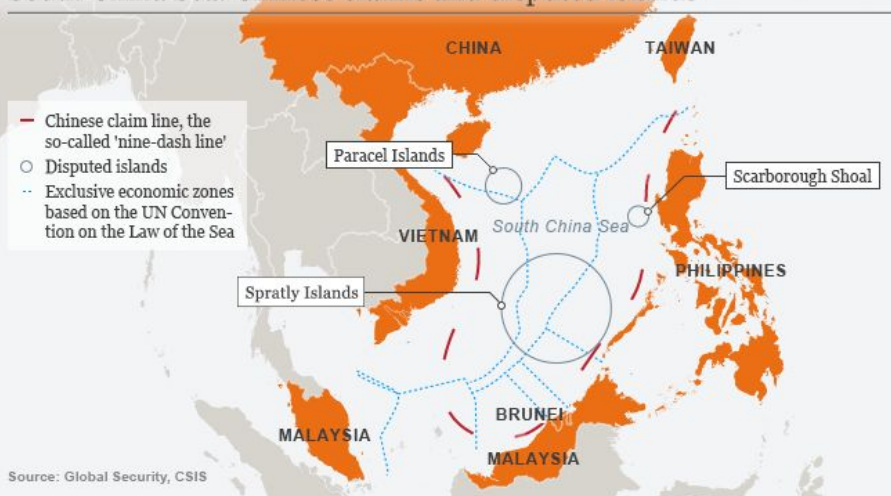 CHINA
TAIWAN
Chinese claim line, the
so-called 'nine-dash line'
Disputed islands
Exclusive economic zones
based on the UN Conven-
tion on the Law of the Sea
Paracel Islands
Scarborough Shoal
South China Sea
VIETNAM
PHILIPPINES
Spratly Islands
BRUNEI
MALAYSIA
MALAYSIA
Source: Global Security, CSIS